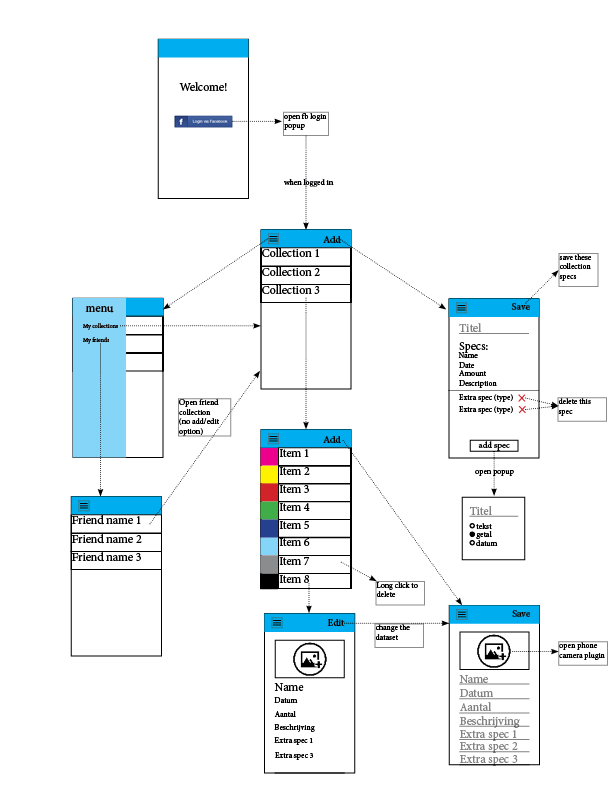 Welcome!
f Login via Facebook
open fb login
popup
when logged in
Add
Collection 1
Collection 2
Collection 3
save these
collection
specs
menu
My collections
My friends
Save
Titel
Specs:
Name
Date
Amount
Description
Extra spec (type)
Extra spec (type)
delete this
spec
add spec
open popup
Open friend
collection
(no add/edit
option)
Add
Item 1
Item 2
Item 3
Item 4
Item 5
Item 6
Item 7
Item 8
Titel
tekst
getal
datum
Friend name 1
Friend name 2
Friend name 3
Long click to
delete
Edit
change the
dataset
Save
open phone
camera plugin
Name
Datum
Aantal
Beschrijving
Extra spec 1
Extra spec 3
Name
Datum
Aantal
Beschrijving
Extra spec 1
Extra spec 2
Extra spec 3